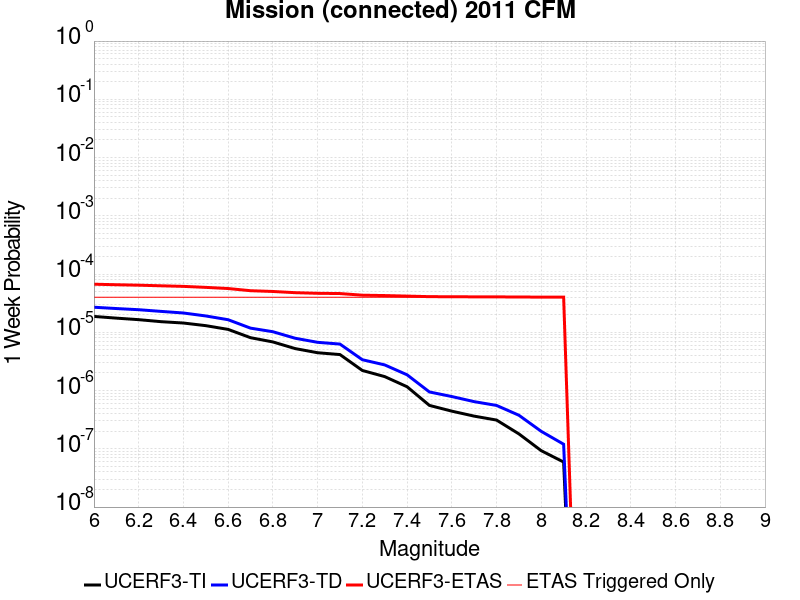 Mission (connected) 2011 CFM
10^0
10^-1
10^-2
10^-3
10^-4
10^-5
10^-6
10^-7
10^-8
1 Week Probability
6 6.2 6.4 6.6 6.8 7 7.2 7.4 7.6 7.8 8 8.2 8.4 8.6 8.8 9
Magnitude
UCERF3-TI UCERF3-TD UCERF3-ETAS ETAS Triggered Only